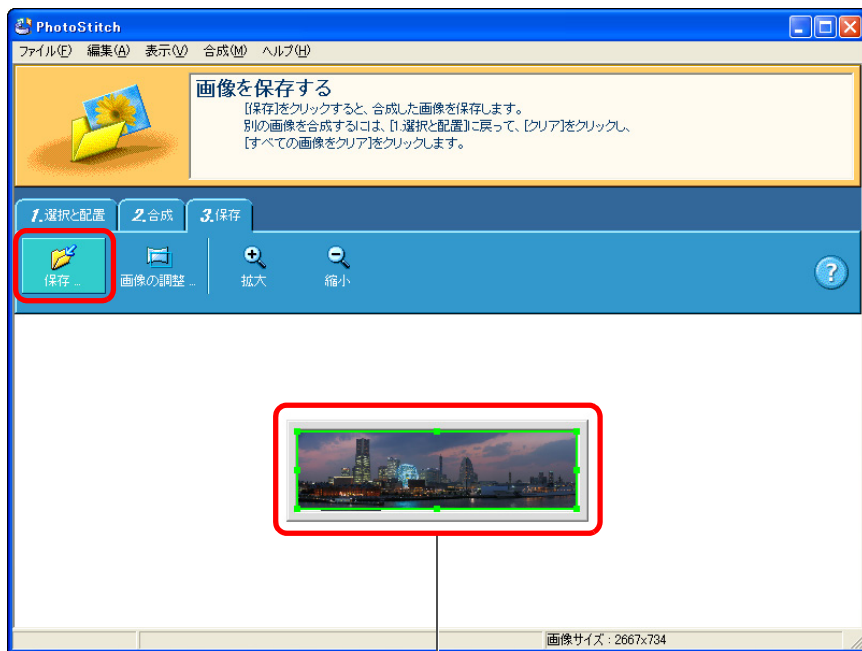 PhotoStitch
ファイル(F) 編集(A) 表示(V) 合成(M) ヘルプ(H)
画像を保存する
[保存]をクリックすると、合成した画像を保存します。
別の画像を合成するには、[1.選択と配置]に戻って、[クリア]をクリックし、
[すべての画像をクリア]をクリックします。
1.選択と配置 2.合成 3.保存
保存 ... 画像の調整 ... 拡大 縮小 ?
画像サイズ : 2667x734